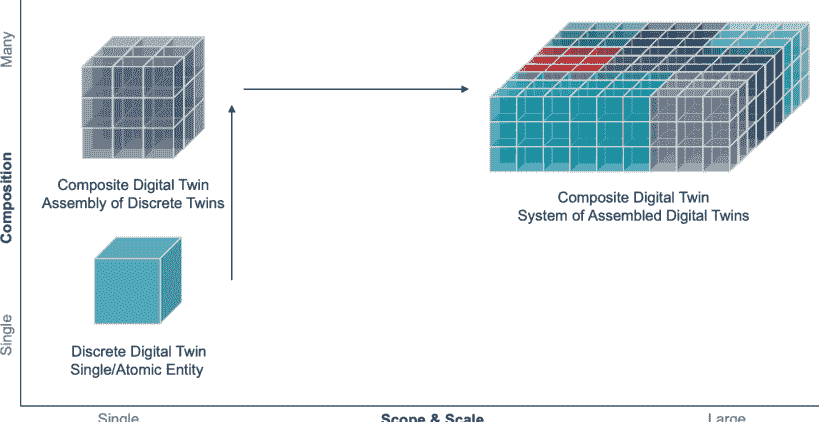 Many
Composition
Single
Composite Digital Twin
Assembly of Discrete Twins
Discrete Digital Twin
Single/Atomic Entity
Composite Digital Twin
System of Assembled Digital Twins
Single
Scope & Scale
Large